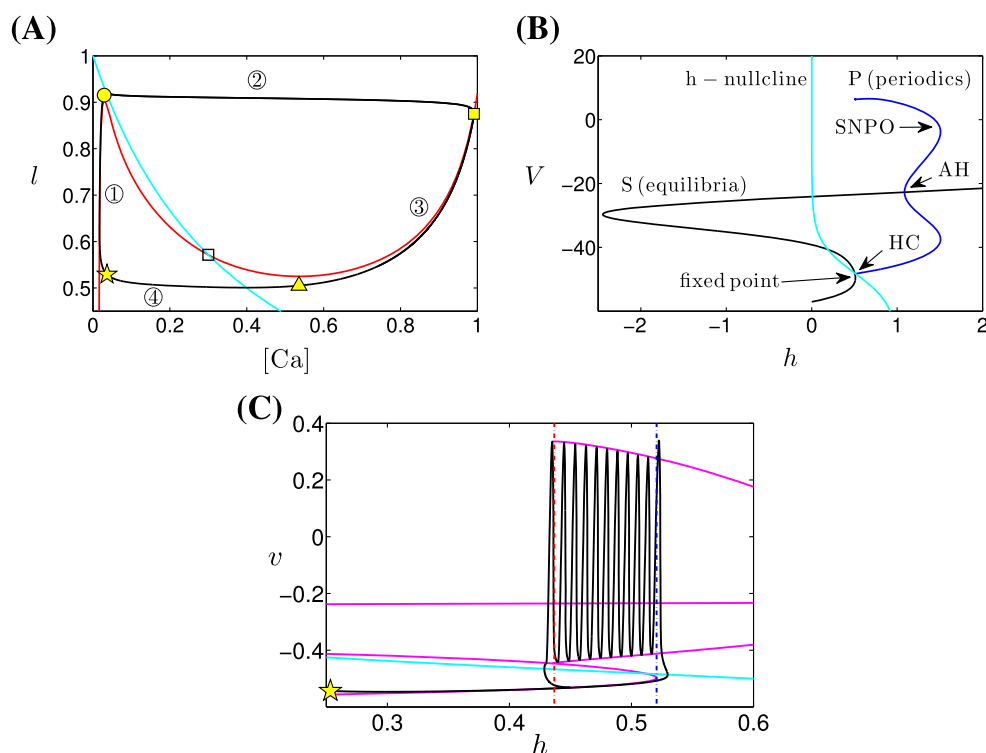 (A)
1
0.9
0.8
0.7
0.6
0.5
l
①
②
③
④
0
0.2
0.4
0.6
0.8
1
[Ca]
(B)
20
0
−20
−40
V
h − nullcline
P (periodics)
SNPO
AH
S (equilibria)
HC
fixed point
−2
−1
0
1
2
h
(C)
0.4
0.2
0
−0.2
−0.4
v
0.3
0.4
0.5
0.6
h